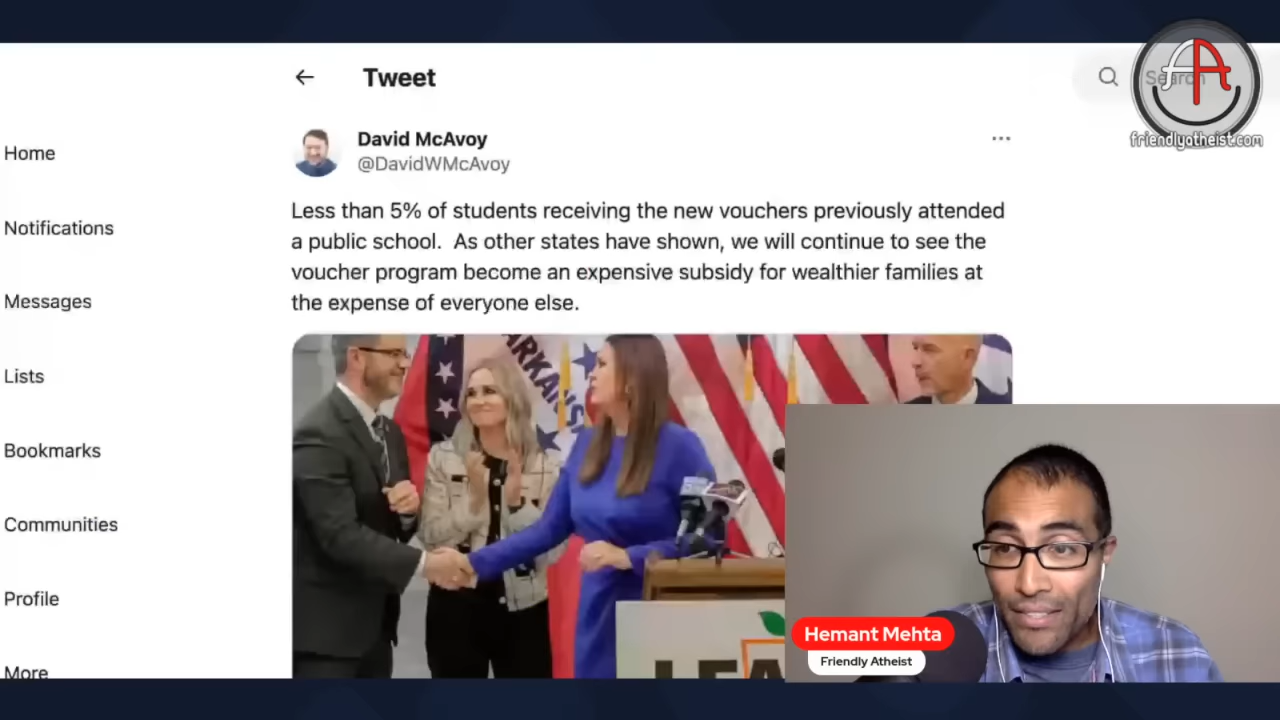 Tweet
Search
friendlyatheist.com
David McAvoy
@DavidWMcAvoy
Home
Notifications
Messages
Lists
Bookmarks
Communities
Profile
More
Less than 5% of students receiving the new vouchers previously attended
a public school. As other states have shown, we will continue to see the
voucher program become an expensive subsidy for wealthier families at
the expense of everyone else.
ARKANS
LEA
Hemant Mehta
Friendly Atheist